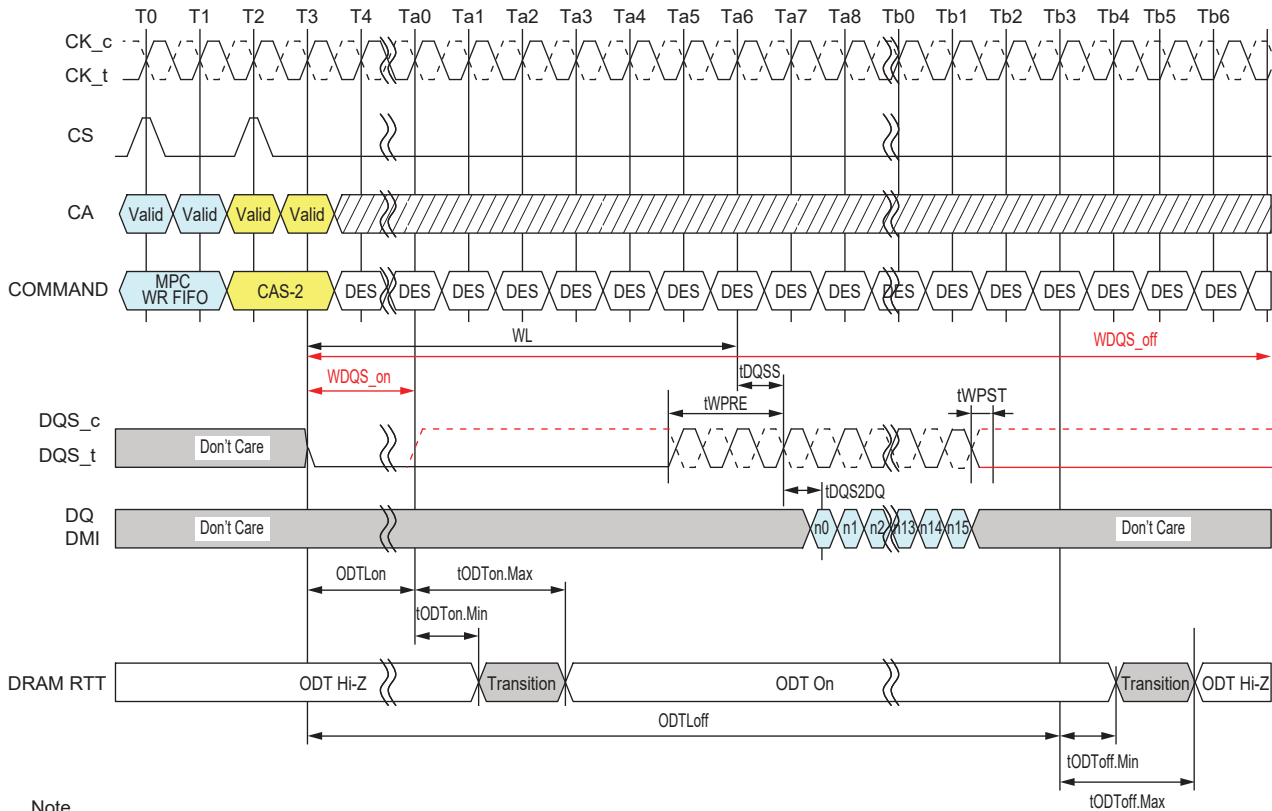 T0 T1 T2 T3 T4 Ta0 Ta1 Ta2 Ta3 Ta4 Ta5 Ta6 Ta7 Ta8 Tb0 Tb1 Tb2 Tb3 Tb4 Tb5 Tb6
CK_c
CK_t
CS
CA Valid Valid Valid Valid
COMMAND MPC WR FIFO CAS-2 DES DES DES DES DES DES DES DES DES DES DES DES DES DES DES DES DES
WL
WDQS_off
WDQS_on
tDQSS
tWPRE
tWPST
DQS_c
DQS_t
Don't Care
tDQS2DQ
DQ
DMI
Don't Care n0 n1 n2 n13 n14 n15 Don't Care
ODTLon tODTon.Max
tODTon.Min
DRAM RTT ODT Hi-Z Transition ODT On Transition ODT Hi-Z
ODTLoff
tODToff.Min
tODToff.Max
Note